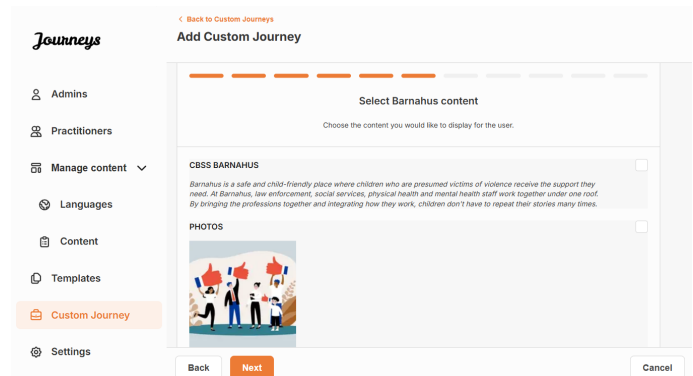 Journeys
Admins
Practitioners
Manage content
Languages
Content
Templates
Custom Journey
Settings
Back to Custom Journeys
Add Custom Journey
Select Barnahus content
Choose the content you would like to display for the user.
CBSS BARNAHUS
Barnahus is a safe and child-friendly place where children who are presumed victims of violence receive the support they
need. At Barnahus, law enforcement, social services, physical health and mental health staff work together under one roof.
By bringing the professions together and integrating how they work, children don't have to repeat their stories many times.
PHOTOS
Back
Next
Cancel